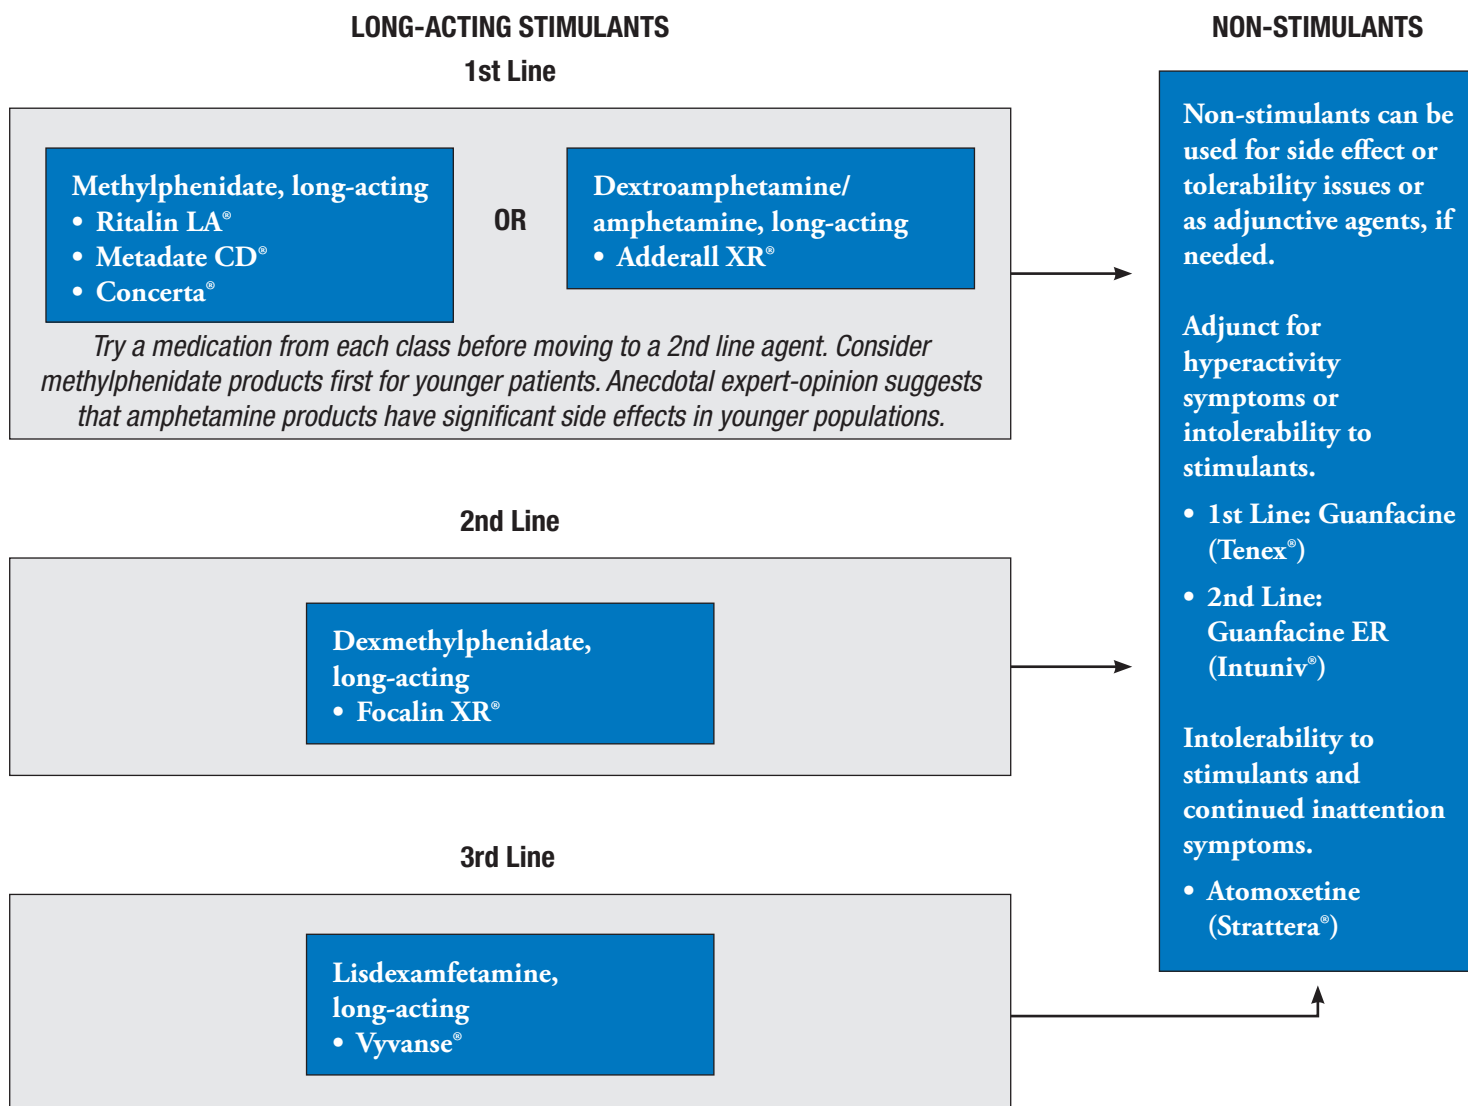 LONG-ACTING STIMULANTS
1st Line
Methylphenidate, long-acting
• Ritalin LA®
• Metadate CD®
• Concerta®
OR
Dextroamphetamine/
amphetamine, long-acting
• Adderall XR®
Try a medication from each class before moving to a 2nd line agent. Consider
methylphenidate products first for younger patients. Anecdotal expert-opinion suggests
that amphetamine products have significant side effects in younger populations.
2nd Line
Dexmethylphenidate,
long-acting
• Focalin XR®
3rd Line
Lisdexamfetamine,
long-acting
• Vyvanse®
NON-STIMULANTS
Non-stimulants can be
used for side effect or
tolerability issues or
as adjunctive agents, if
needed.
Adjunct for
hyperactivity
symptoms or
intolerability to
stimulants.
• 1st Line: Guanfacine
(Tenex®)
• 2nd Line:
Guanfacine ER
(Intuniv®)
Intolerability to
stimulants and
continued inattention
symptoms.
• Atomoxetine
(Strattera®)